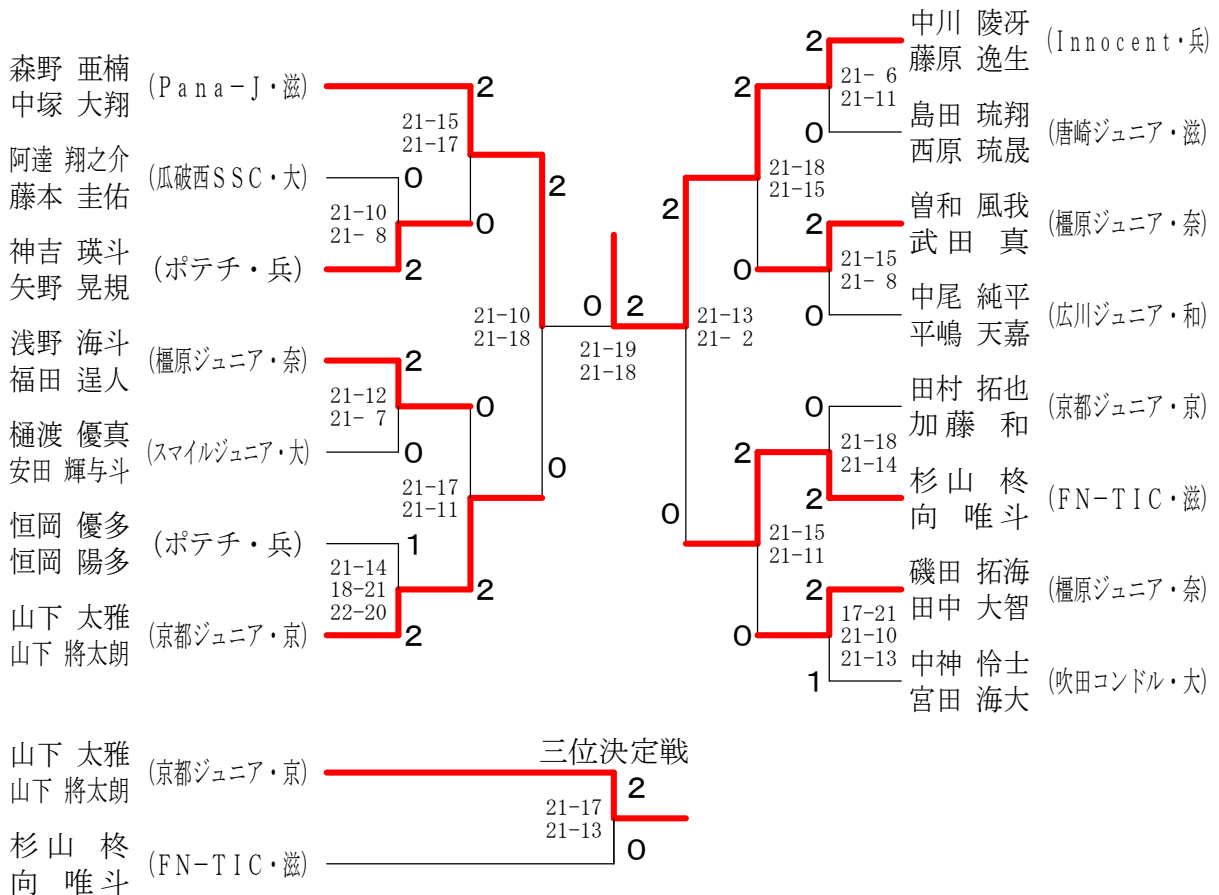 森野 亜楠
中塚 大翔
(Pana-J・滋)
2
21-15
21-17
阿達 翔之介
藤本 圭佑
(瓜破西SSC・大)
0
21-10
21- 8
0
神吉 瑛斗
矢野 晃規
(ポテチ・兵)
2
2
21-10
21-18
浅野 海斗
福田 逞人
(橿原ジュニア・奈)
2
21-12
21- 7
0
樋渡 優真
安田 輝与斗
(スマイルジュニア・大)
0
21-17
21-11
0
恒岡 優多
恒岡 陽多
(ポテチ・兵)
1
21-14
18-21
22-20
2
山下 太雅
山下 將太朗
(京都ジュニア・京)
2
0
2
21-19
21-18
中川 陵冴
藤原 逸生
(Innocent・兵)
2
21- 6
21-11
2
島田 琉翔
西原 琉晟
(唐崎ジュニア・滋)
0
21-18
21-15
2
曽和 風我
武田 真
(橿原ジュニア・奈)
2
21-15
21- 8
0
中尾 純平
平嶋 天嘉
(広川ジュニア・和)
0
21-13
21- 2
田村 拓也
加藤 和
(京都ジュニア・京)
0
21-18
21-14
2
杉山 柊
向 唯斗
(FN-TIC・滋)
2
0
21-15
21-11
磯田 拓海
田中 大智
(橿原ジュニア・奈)
2
17-21
21-10
21-13
0
中神 怜士
宮田 海大
(吹田コンドル・大)
1
三位決定戦
山下 太雅
山下 將太朗
(京都ジュニア・京)
2
21-17
21-13
杉山 柊
向 唯斗
(FN-TIC・滋)
0